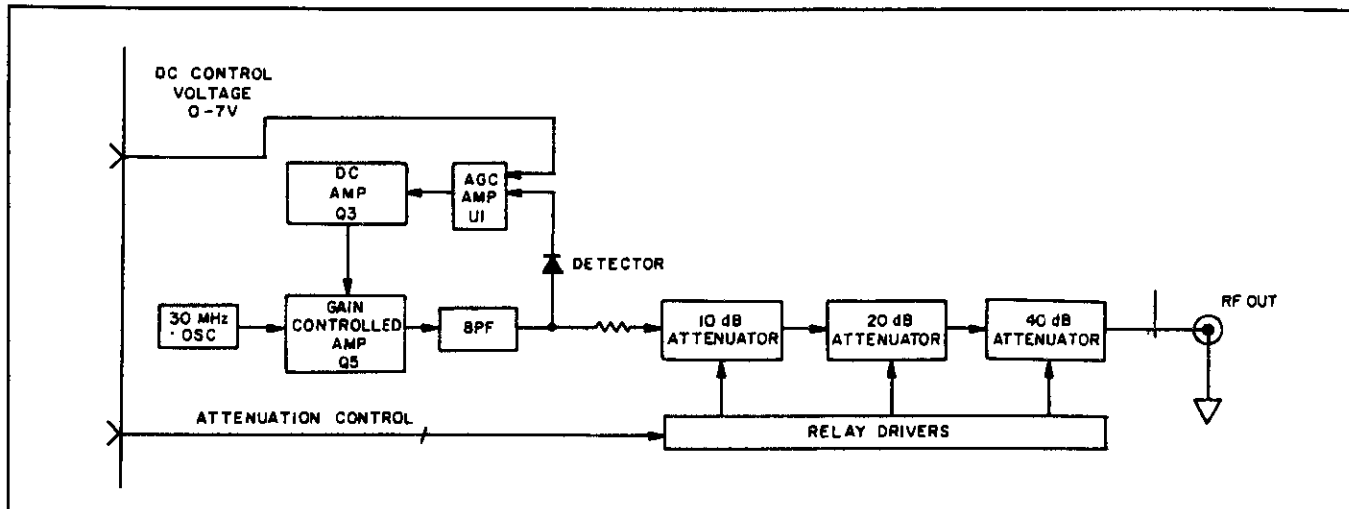 DC CONTROL
VOLTAGE
0-7V
DC
AMP
Q3
AGC
AMP
U1
DETECTOR
30 MHz
OSC
GAIN
CONTROLLED
AMP
Q5
BPF
10 dB
ATTENUATOR
20 dB
ATTENUATOR
40 dB
ATTENUATOR
RF OUT
ATTENUATION CONTROL
RELAY DRIVERS